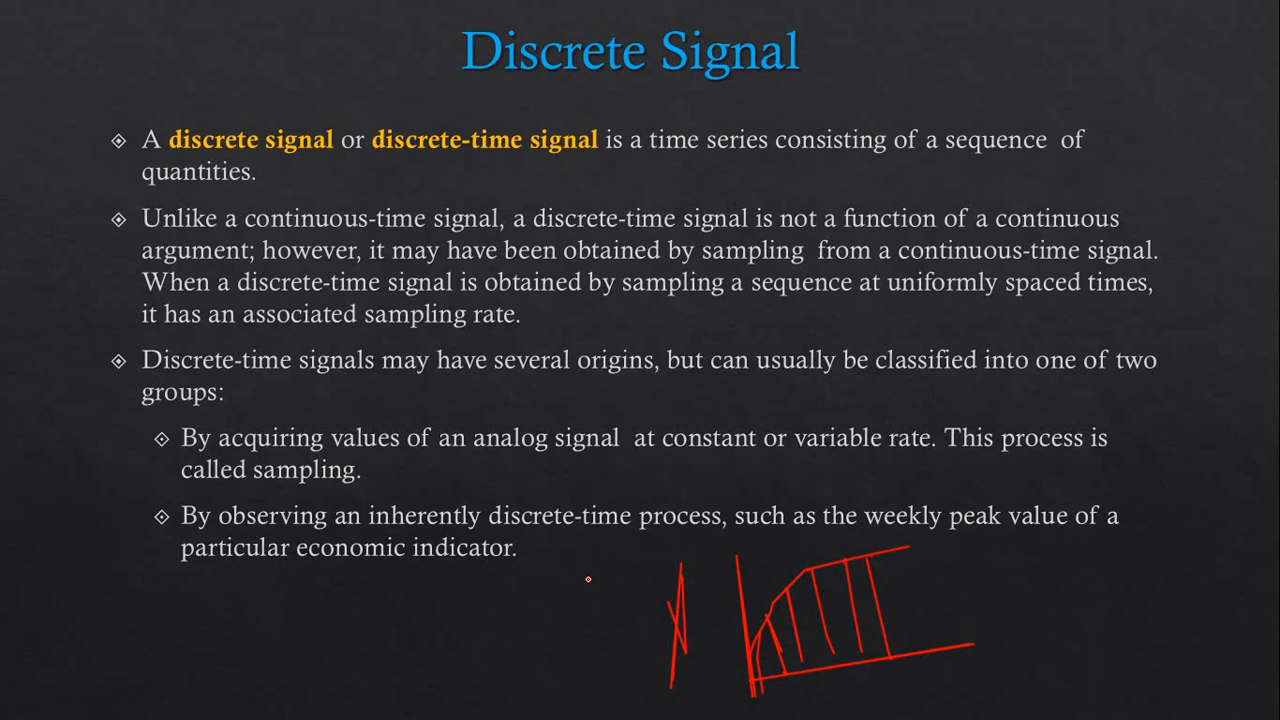 Discrete Signal
A discrete signal or discrete-time signal is a time series consisting of a sequence of
quantities.
Unlike a continuous-time signal, a discrete-time signal is not a function of a continuous
argument; however, it may have been obtained by sampling from a continuous-time signal.
When a discrete-time signal is obtained by sampling a sequence at uniformly spaced times,
it has an associated sampling rate.
Discrete-time signals may have several origins, but can usually be classified into one of two
groups:
By acquiring values of an analog signal at constant or variable rate. This process is
called sampling.
By observing an inherently discrete-time process, such as the weekly peak value of a
particular economic indicator.